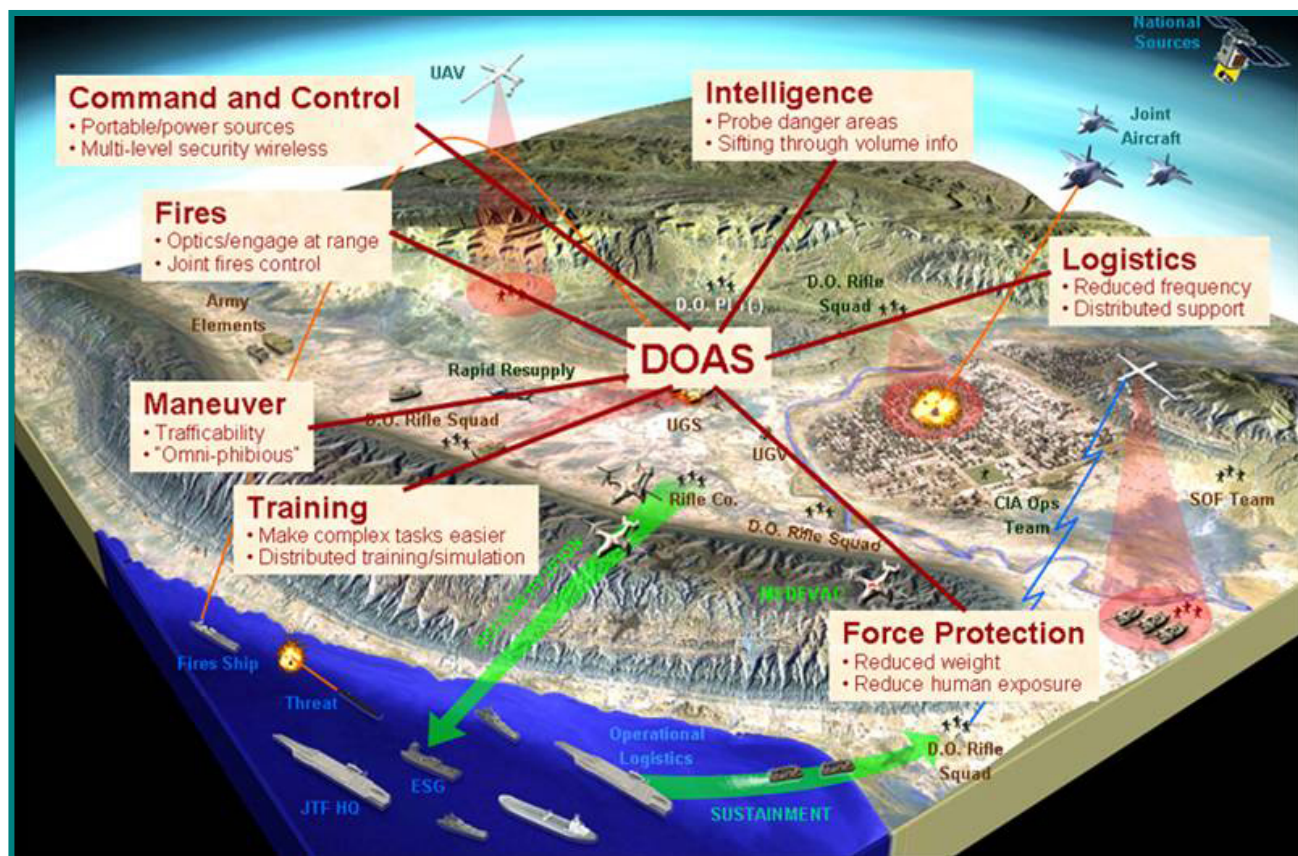 National
Sources
UAV
Command and Control
• Portable/power sources
• Multi-level security wireless
Intelligence
• Probe danger areas
• Sifting through volume info
Joint
Aircraft
Fires
• Optics/engage at range
• Joint fires control
Logistics
• Reduced frequency
• Distributed support
Army
Elements
D.O. Rifle
Squad
DOAS
Rapid Resupply
Maneuver
• Trafficability
• "Omni-phibious"
D.O. Rifle Squad
UGS
UGV
Training
• Make complex tasks easier
• Distributed training/simulation
Rifle Co.
D.O. Rifle Squad
CIA Ops
Team
SOF Team
MEDEVAC
Force Protection
• Reduced weight
• Reduce human exposure
Fires Ship
Threat
Operational
Logistics
ESG
JTF HQ
SUSTAINMENT
D.O. Rifle
Squad